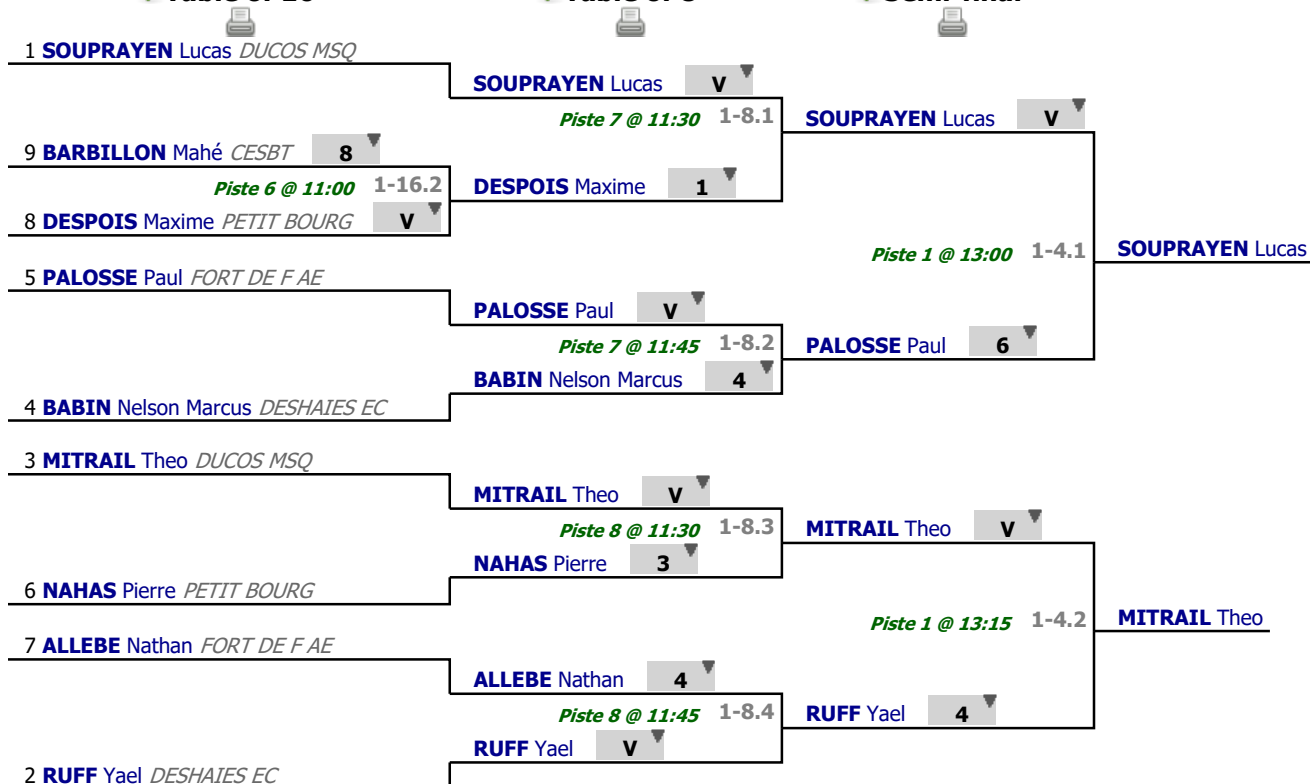 1 SOUPRAYEN Lucas DUCOS MSQ
SOUPRAYEN Lucas V
Piste 7 @ 11:30 1-8.1
SOUPRAYEN Lucas V
9 BARBILLON Mahé CESBT 8
Piste 6 @ 11:00 1-16.2
DESPOIS Maxime 1
8 DESPOIS Maxime PETIT BOURG V
Piste 1 @ 13:00 1-4.1
SOUPRAYEN Lucas
5 PALOSSE Paul FORT DE F AE
PALOSSE Paul V
Piste 7 @ 11:45 1-8.2
PALOSSE Paul 6
BABIN Nelson Marcus 4
4 BABIN Nelson Marcus DESHAIES EC
3 MITRAIL Theo DUCOS MSQ
MITRAIL Theo V
Piste 8 @ 11:30 1-8.3
MITRAIL Theo V
NAHAS Pierre 3
6 NAHAS Pierre PETIT BOURG
Piste 1 @ 13:15 1-4.2
MITRAIL Theo
7 ALLEBE Nathan FORT DE F AE
ALLEBE Nathan 4
Piste 8 @ 11:45 1-8.4
RUFF Yael 4
RUFF Yael V
2 RUFF Yael DESHAIES EC